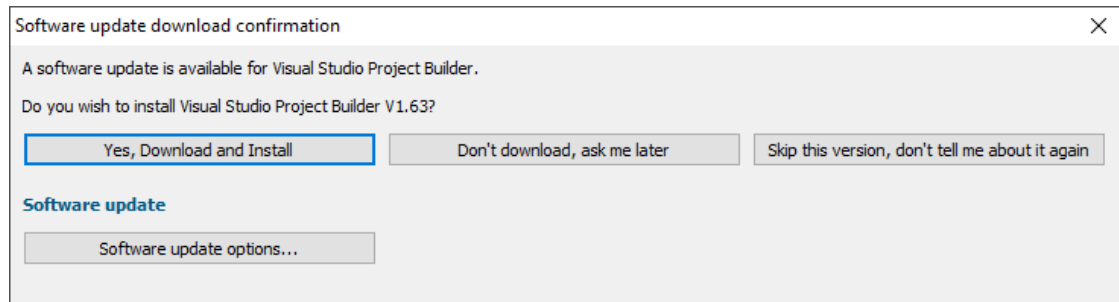 Software update download confirmation
A software update is available for Visual Studio Project Builder.
Do you wish to install Visual Studio Project Builder V1.63?
Yes, Download and Install
Don't download, ask me later
Skip this version, don't tell me about it again
Software update
Software update options...